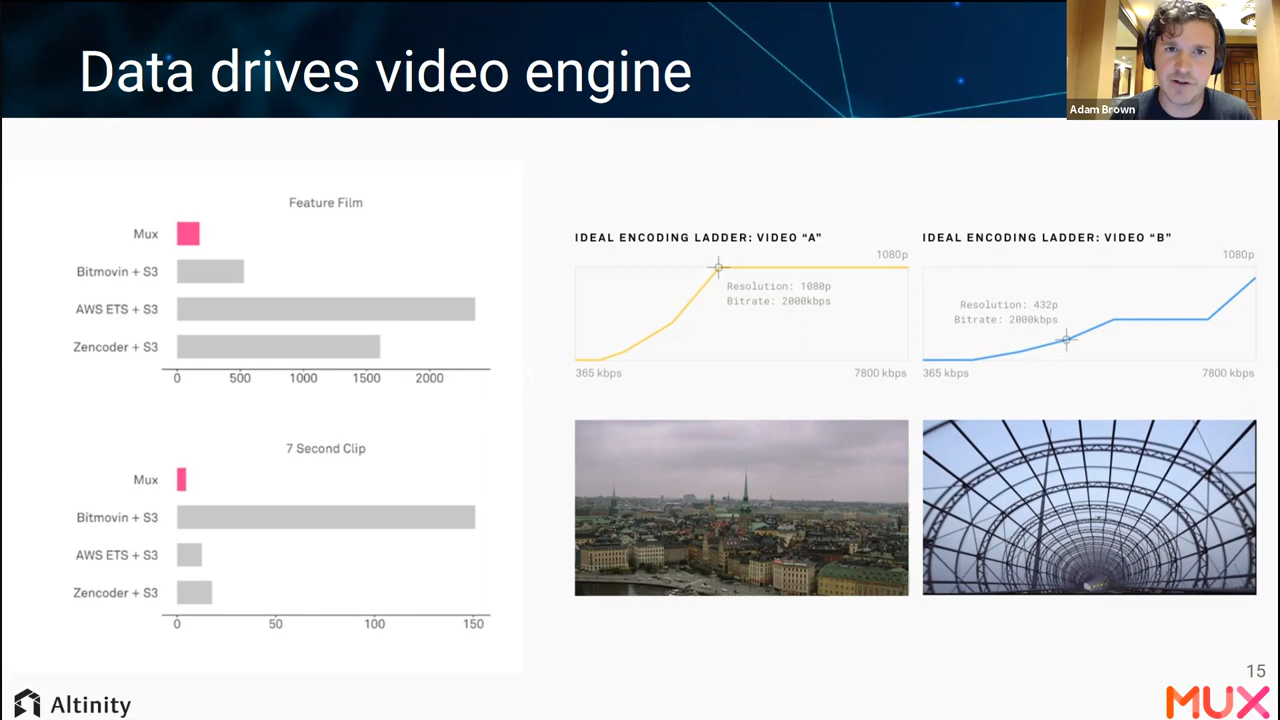 Data drives video engine
Adam Brown
Feature Film
Mux
Bitmovin + S3
AWS ETS + S3
Zencoder + S3
0 500 1000 1500 2000
7 Second Clip
Mux
Bitmovin + S3
AWS ETS + S3
Zencoder + S3
0 50 100 150
IDEAL ENCODING LADDER: VIDEO “A”
1080p
Resolution: 1080p
Bitrate: 2000kbps
365 kbps 7800 kbps
IDEAL ENCODING LADDER: VIDEO “B”
1080p
Resolution: 432p
Bitrate: 2000kbps
365 kbps 7800 kbps
15
Altinity
MUX